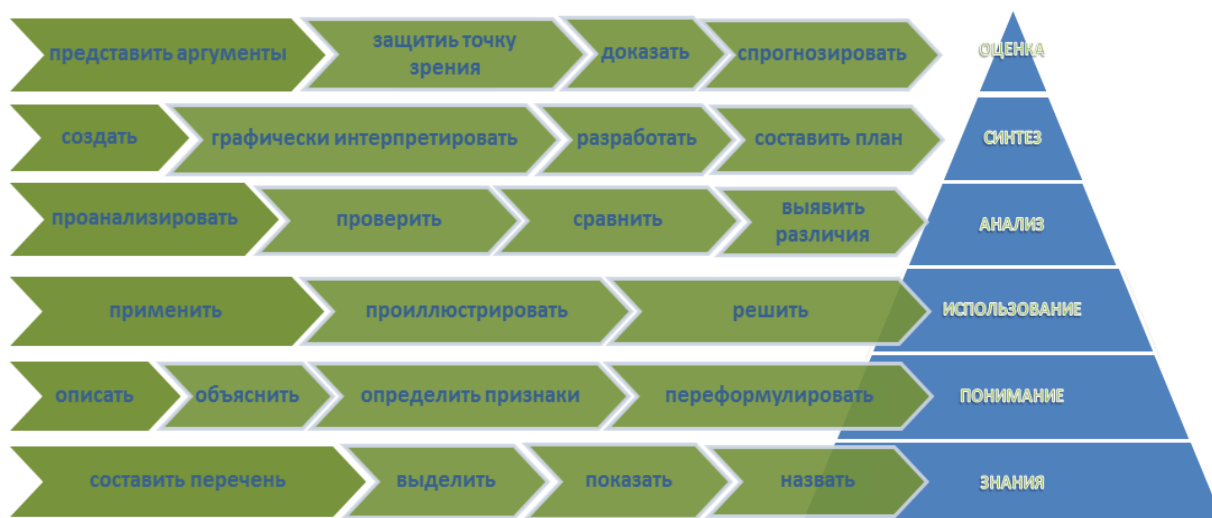 представить аргументы
защитиь точку
зрения
доказать
спрогнозировать
ОЦЕНКА
создать
графически интерпретировать
разработать
составить план
СИНТЕЗ
проанализировать
проверить
сравнить
выявить
различия
АНАЛИЗ
применить
проиллюстрировать
решить
ИСПОЛЬЗОВАНИЕ
описать
объяснить
определить признаки
переформулировать
ПОНИМАНИЕ
составить перечень
выделить
показать
назвать
ЗНАНИЯ